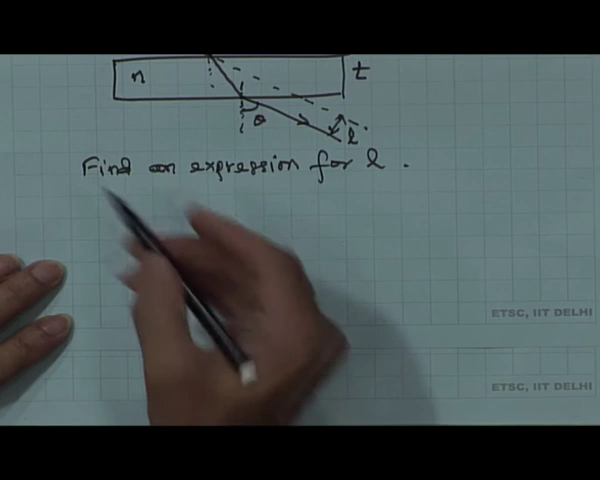 n
t
θ
l
Find an expression for l .
ETSC, IIT DELHI
ETSC, IIT DELHI